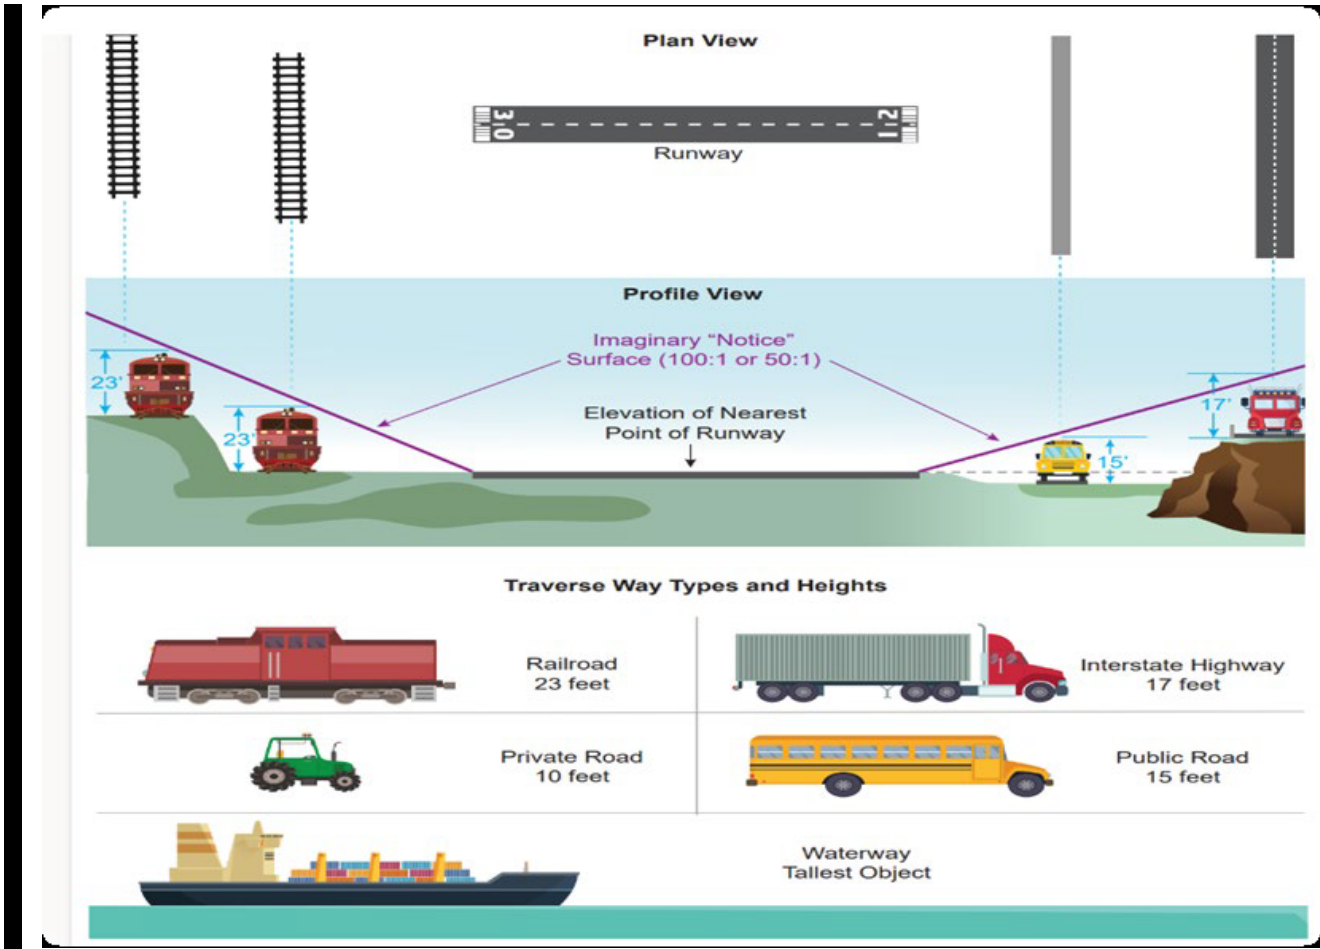 Plan View
30
21
Runway
Profile View
Imaginary “Notice”
Surface (100:1 or 50:1)
23'
23'
Elevation of Nearest
Point of Runway
17'
15'
Traverse Way Types and Heights
Railroad
23 feet
Interstate Highway
17 feet
Private Road
10 feet
Public Road
15 feet
Waterway
Tallest Object